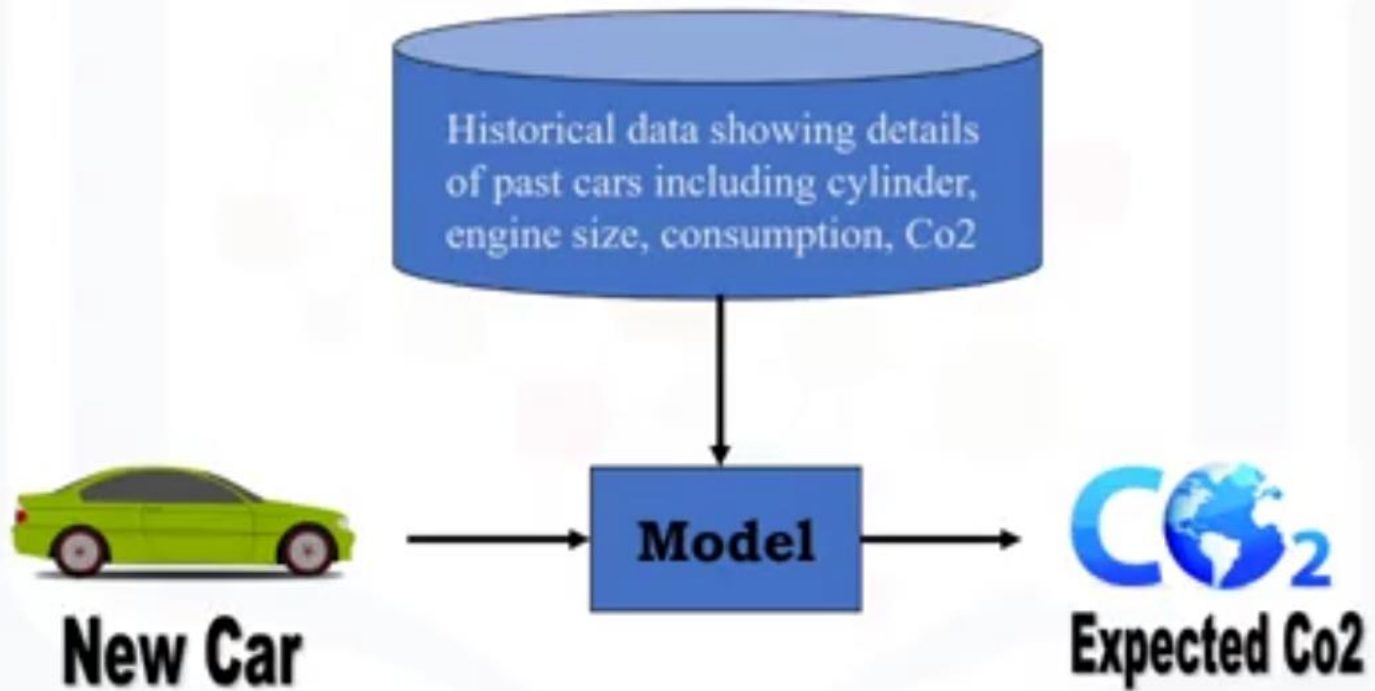 Historical data showing details
of past cars including cylinder,
engine size, consumption, Co2
Model
New Car
CO2
Expected Co2